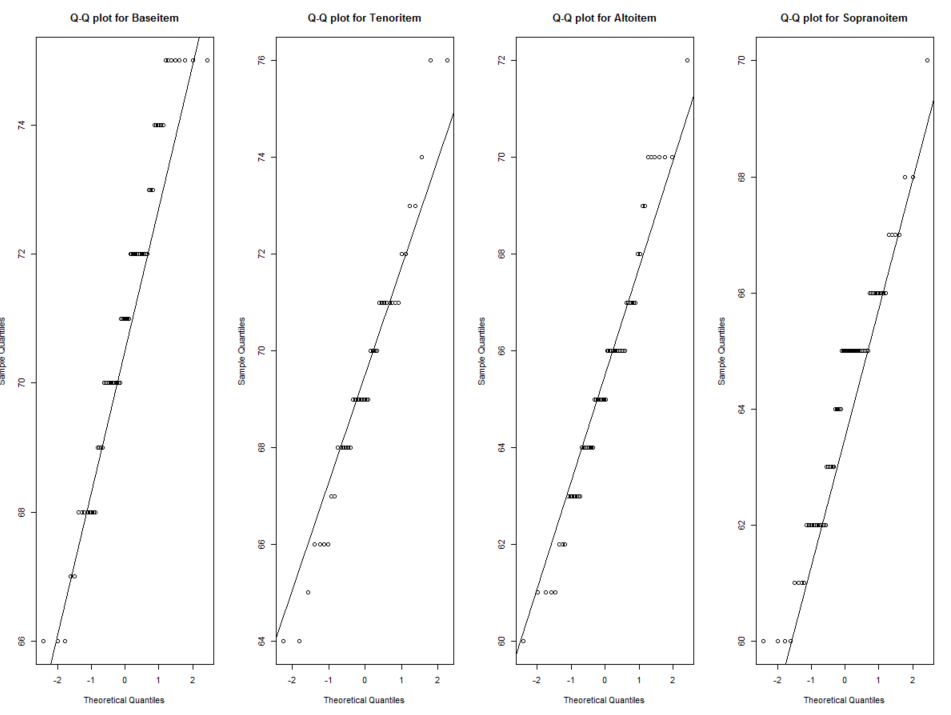 Q-Q plot for Baseitem
Q-Q plot for Tenoritem
Q-Q plot for Altoitem
Q-Q plot for Sopranoitem
Sample Quantiles
74
72
70
68
66
-2 -1 0 1 2
Theoretical Quantiles
Sample Quantiles
76
74
72
70
68
66
64
-2 -1 0 1 2
Theoretical Quantiles
Sample Quantiles
72
70
68
66
64
62
60
-2 -1 0 1 2
Theoretical Quantiles
Sample Quantiles
70
68
66
64
62
60
-2 -1 0 1 2
Theoretical Quantiles